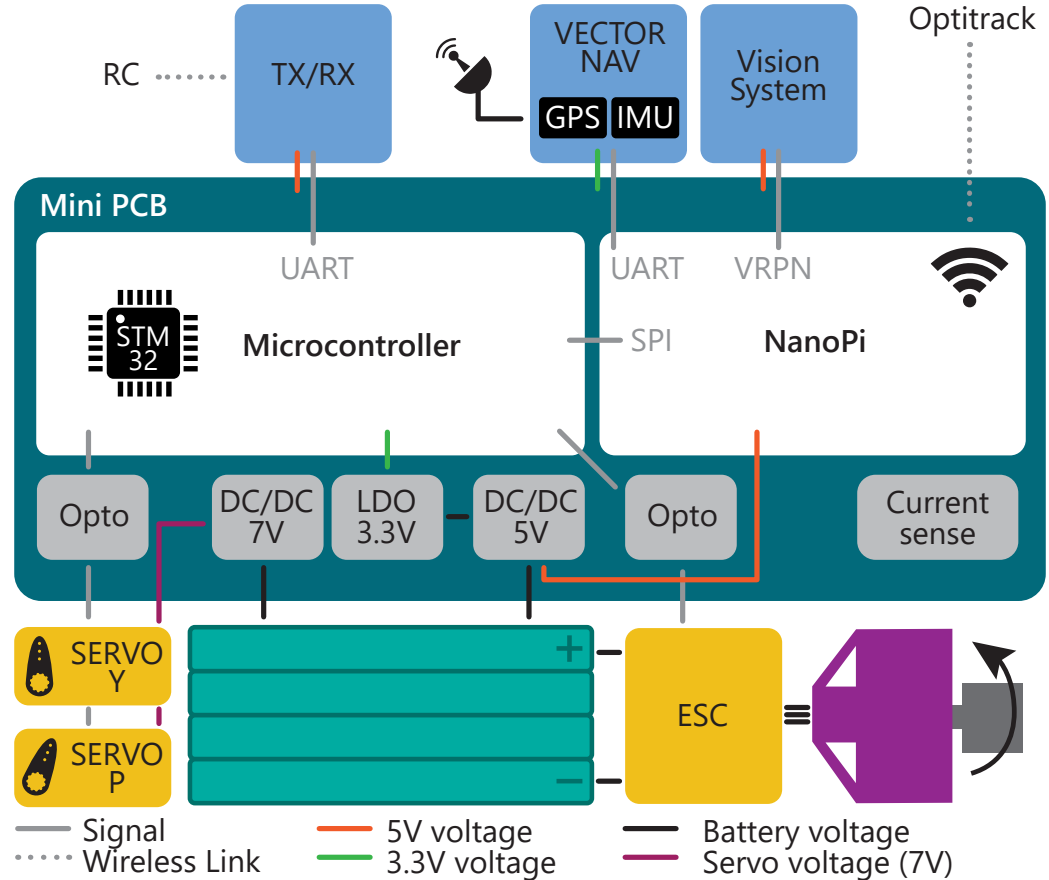 Optitrack
RC
TX/RX
VECTOR
NAV
GPS IMU
Vision
System
Mini PCB
UART
UART
VRPN
STM
32
Microcontroller
SPI
NanoPi
Opto
DC/DC
7V
LDO
3.3V
DC/DC
5V
Opto
Current
sense
SERVO
Y
SERVO
P
+
−
ESC
Signal
Wireless Link
5V voltage
3.3V voltage
Battery voltage
Servo voltage (7V)